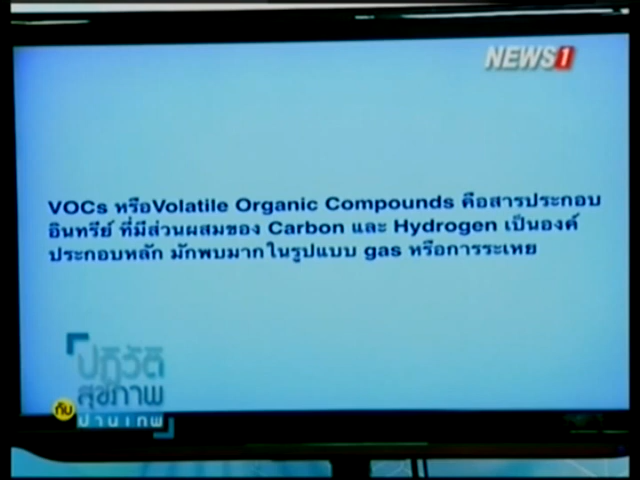 NEWS1
VOCs หรือVolatile Organic Compounds คือสารประกอบ
อินทรีย์ ที่มีส่วนผสมของ Carbon และ Hydrogen เป็นองค์
ประกอบหลัก มักพบมากในรูปแบบ gas หรือการระเหย
ปฏิวัติ
สุขภาพ
กับ
ปานเทพ